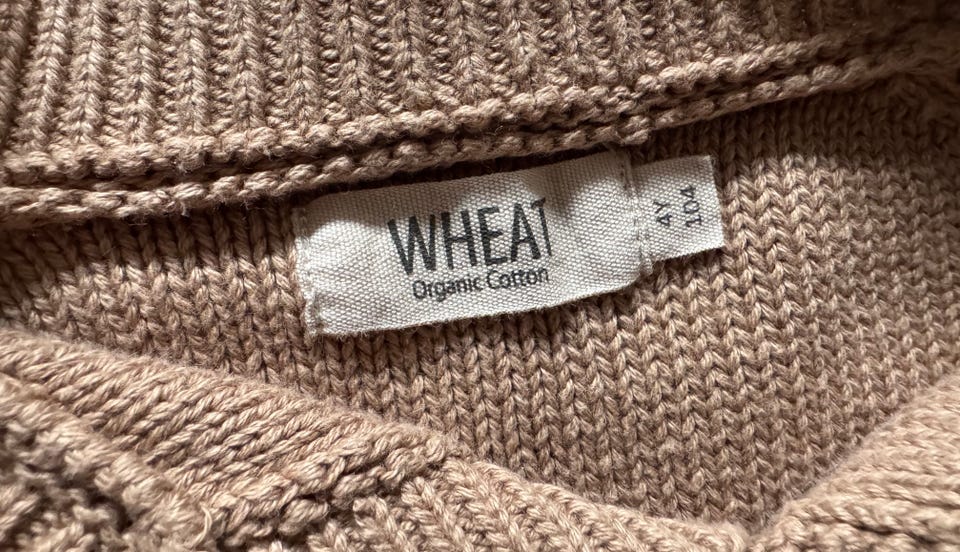 WHEAT
Organic Cotton
4Y
104